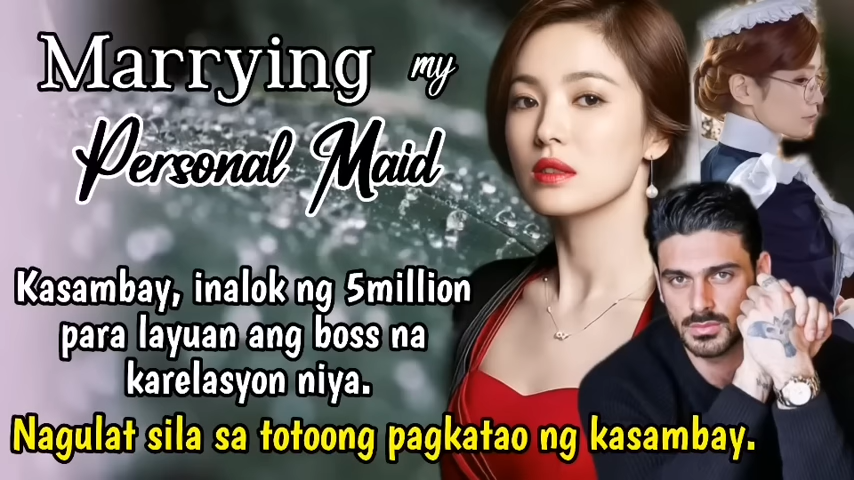 Marrying my
Personal Maid
Kasambay, inalok ng 5million
para layuan ang boss na
karelasyon niya.
Nagulat sila sa totoong pagkatao ng kasambay.